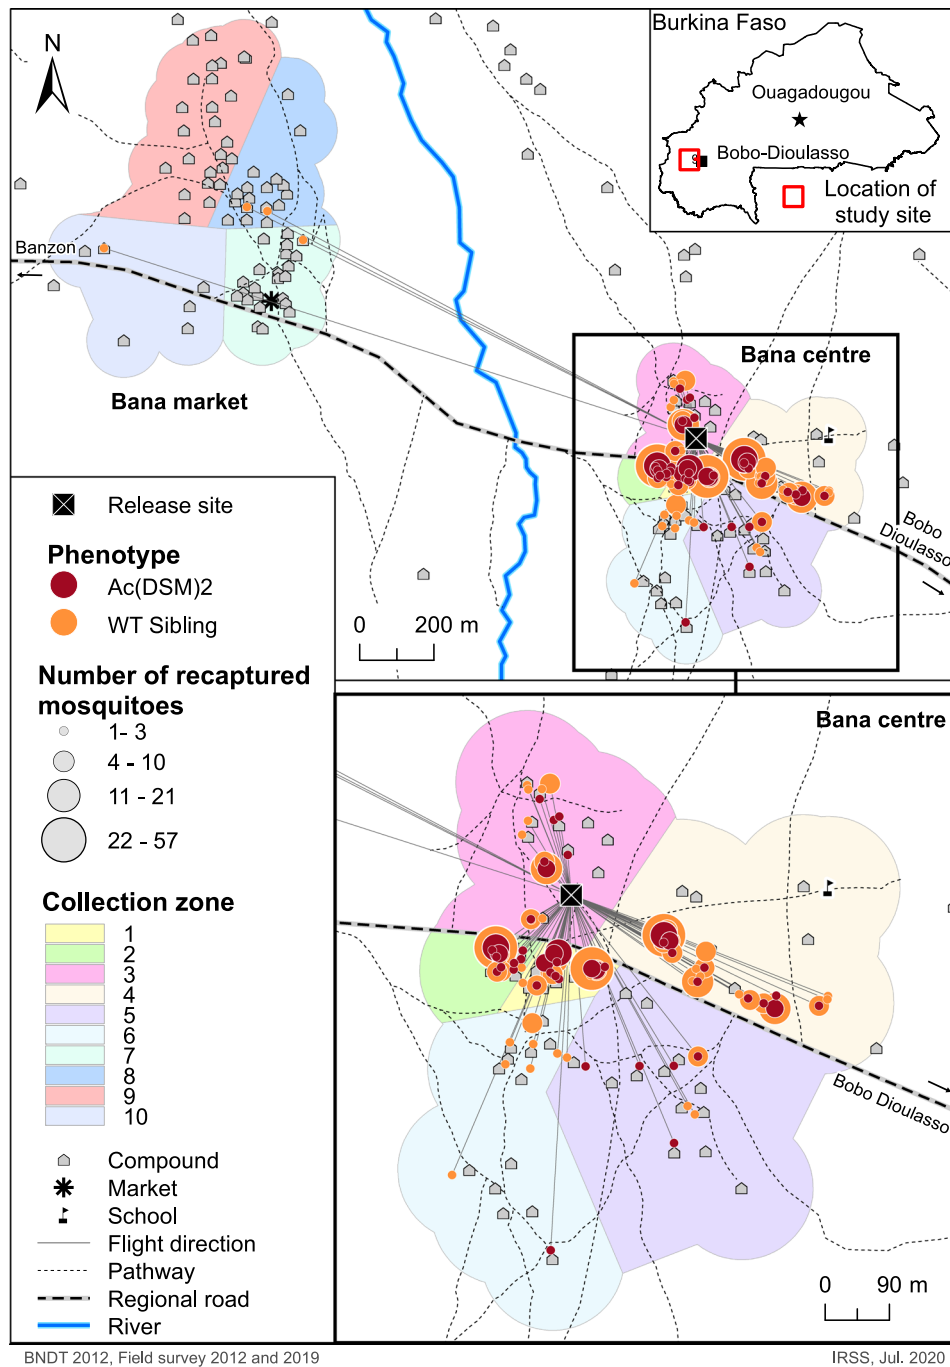 N
Burkina Faso
Ouagadougou
Bobo-Dioulasso
Location of
study site
Banzon
Bana market
Bana centre
Bobo
Dioulasso
0 200 m
Release site
Phenotype
Ac(DSM)2
WT Sibling
Number of recaptured
mosquitoes
1- 3
4 - 10
11 - 21
22 - 57
Collection zone
1
2
3
4
5
6
7
8
9
10
Compound
Market
School
Flight direction
Pathway
Regional road
River
Bana centre
Bobo Dioulasso
0 90 m
BNDT 2012, Field survey 2012 and 2019
IRSS, Jul. 2020